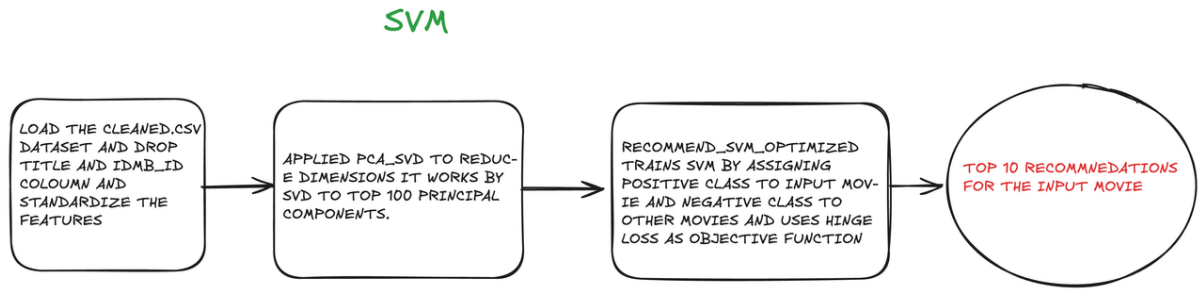 SVM
LOAD THE CLEANED.CSV
DATASET AND DROP
TITLE AND IDMB_ID
COLOUMN AND
STANDARDIZE THE
FEATURES
APPLIED PCA_SVD TO REDUC-
E DIMENSIONS IT WORKS BY
SVD TO TOP 100 PRINCIPAL
COMPONENTS.
RECOMMEND_SVM_OPTIMIZED
TRAINS SVM BY ASSIGNING
POSITIVE CLASS TO INPUT MOV-
IE AND NEGATIVE CLASS TO
OTHER MOVIES AND USES HINGE
LOSS AS OBJECTIVE FUNCTION
TOP 10 RECOMMNEDATIONS
FOR THE INPUT MOVIE